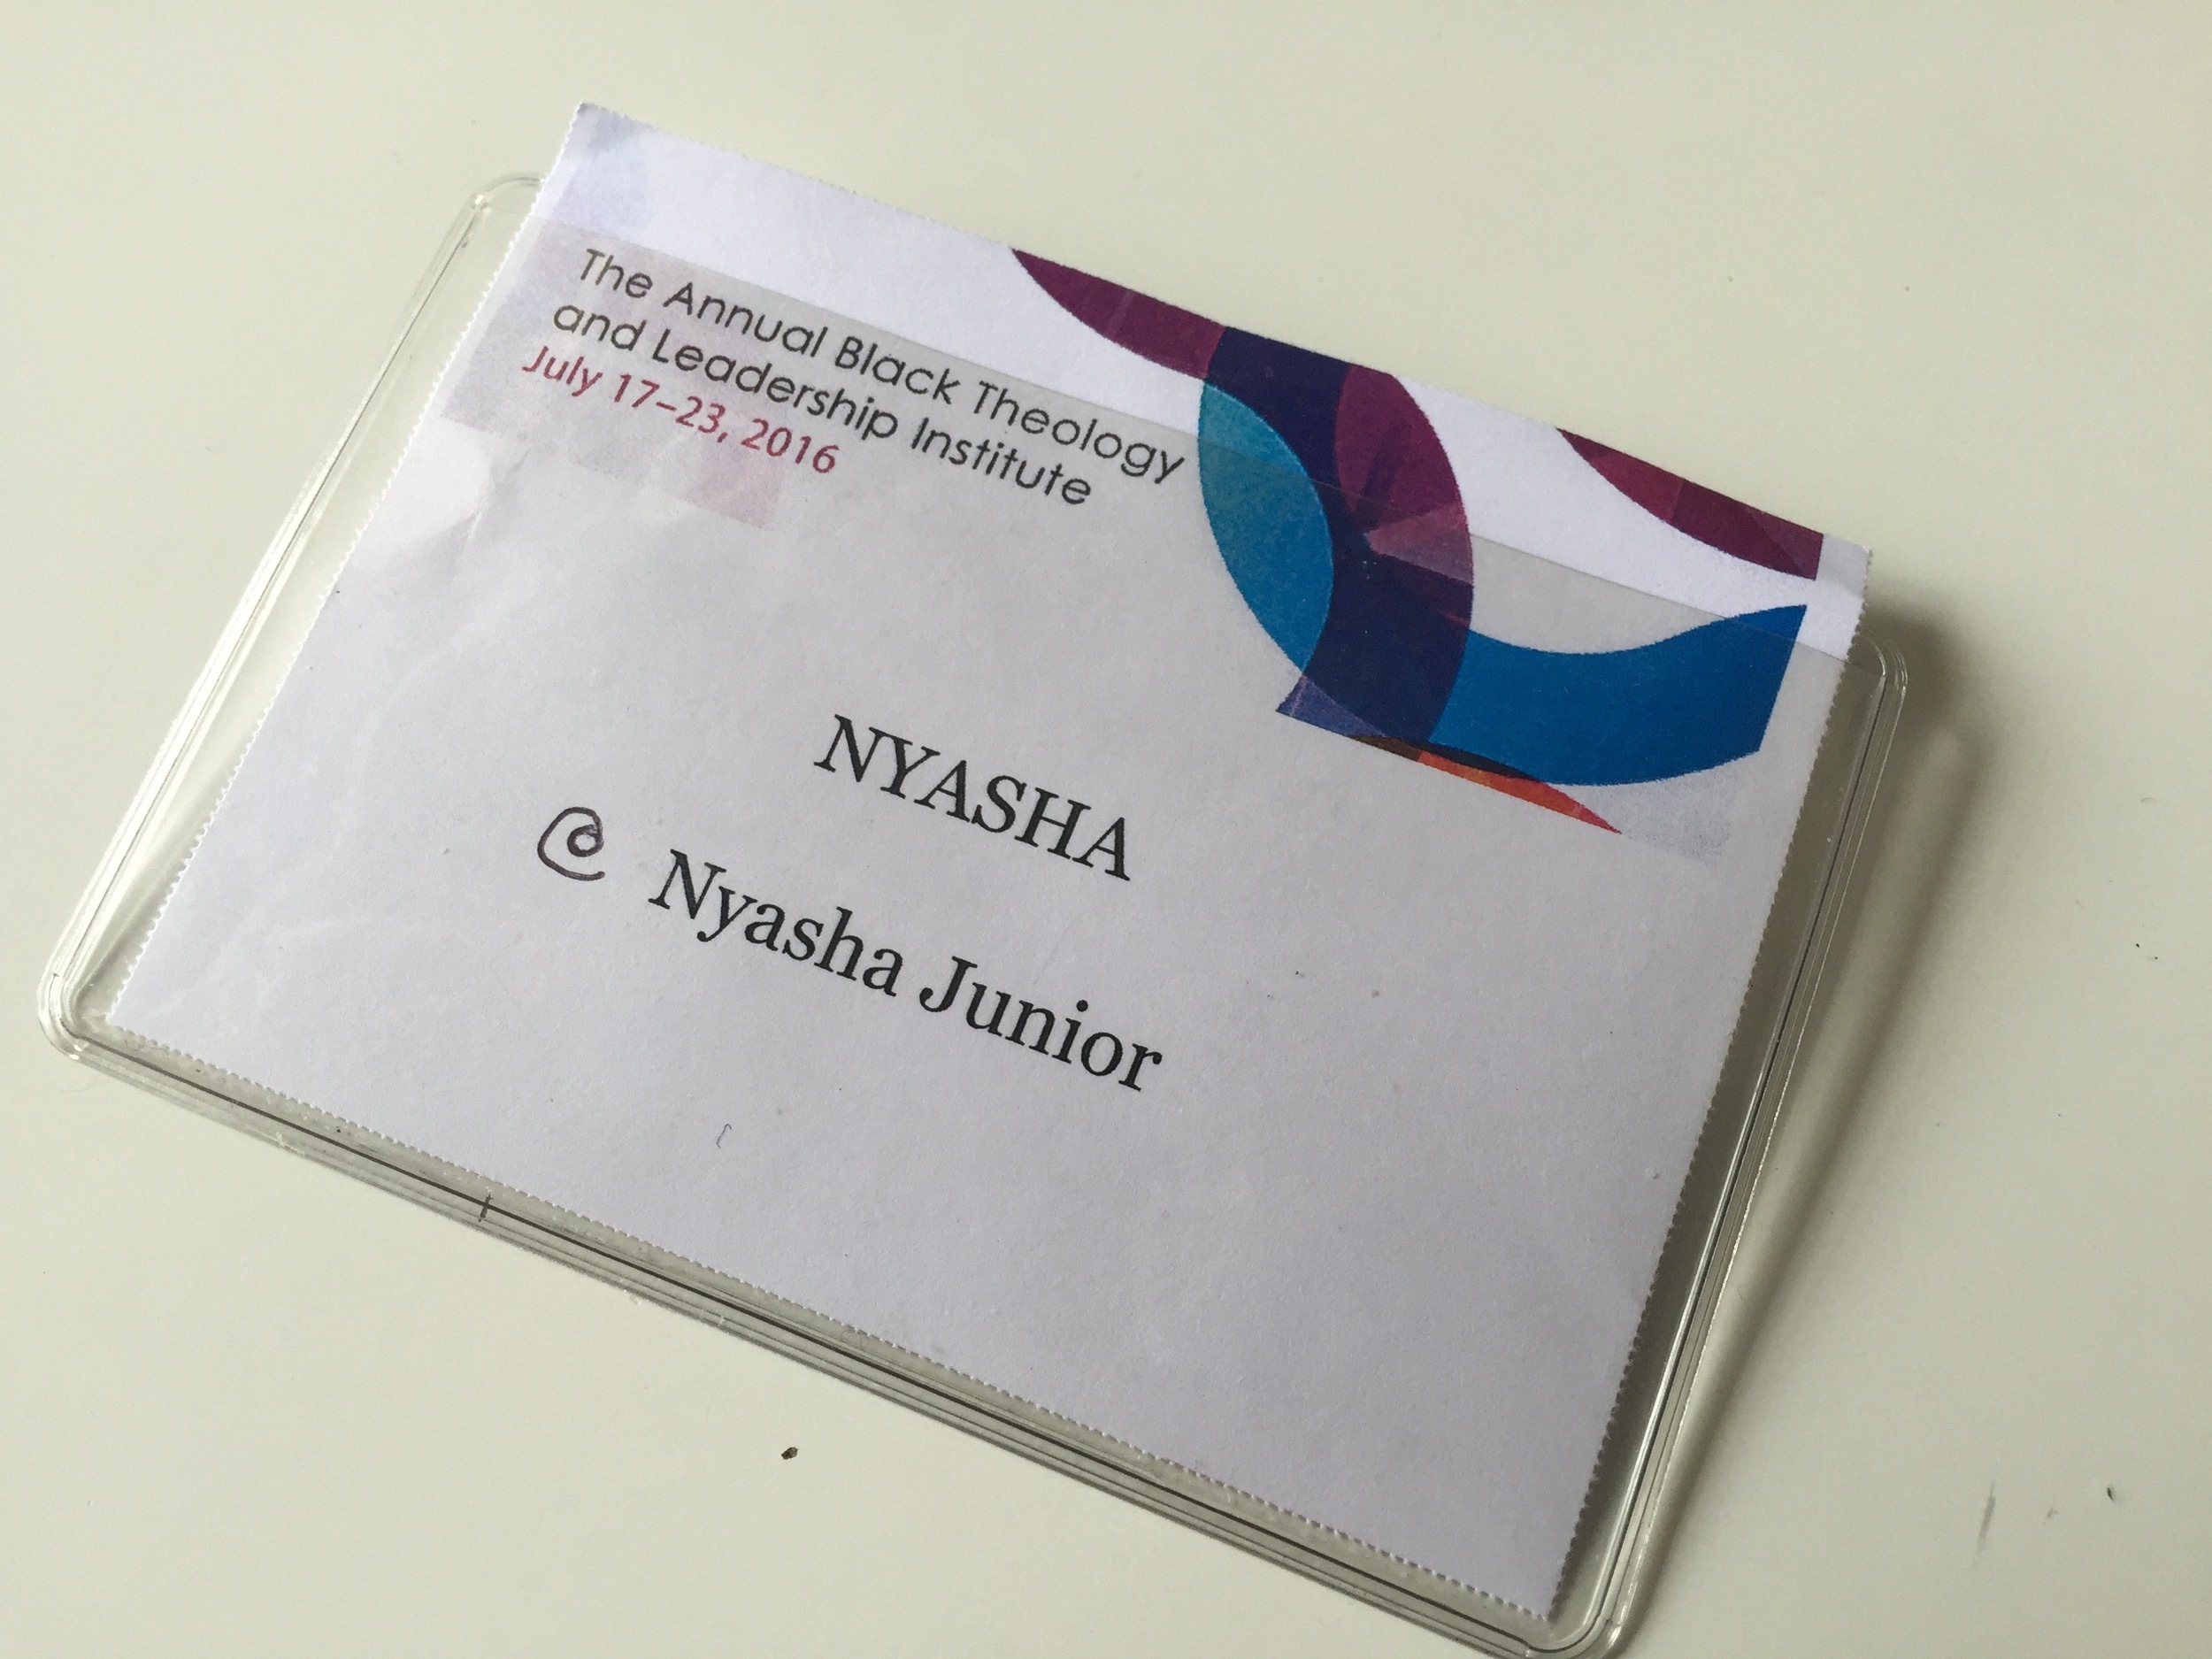 The Annual Black Theology
and Leadership Institute
July 17–23, 2016
NYASHA
@ Nyasha Junior